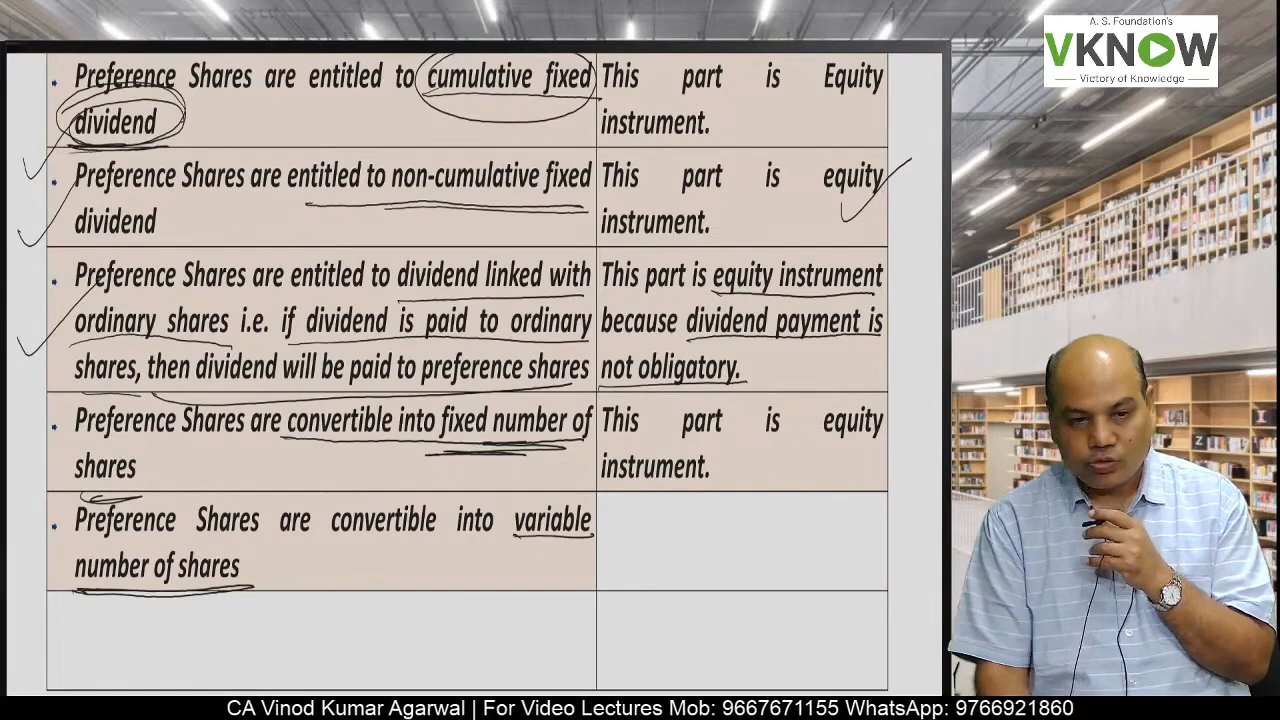 A. S. Foundation's
VKNOW
Victory of Knowledge
Preference Shares are entitled to cumulative fixed
dividend
This part is Equity
instrument.
Preference Shares are entitled to non-cumulative fixed
dividend
This part is equity
instrument.
Preference Shares are entitled to dividend linked with
ordinary shares i.e. if dividend is paid to ordinary
shares, then dividend will be paid to preference shares
This part is equity instrument
because dividend payment is
not obligatory.
Preference Shares are convertible into fixed number of
shares
This part is equity
instrument.
Preference Shares are convertible into variable
number of shares
CA Vinod Kumar Agarwal | For Video Lectures Mob: 9667671155 WhatsApp: 9766921860